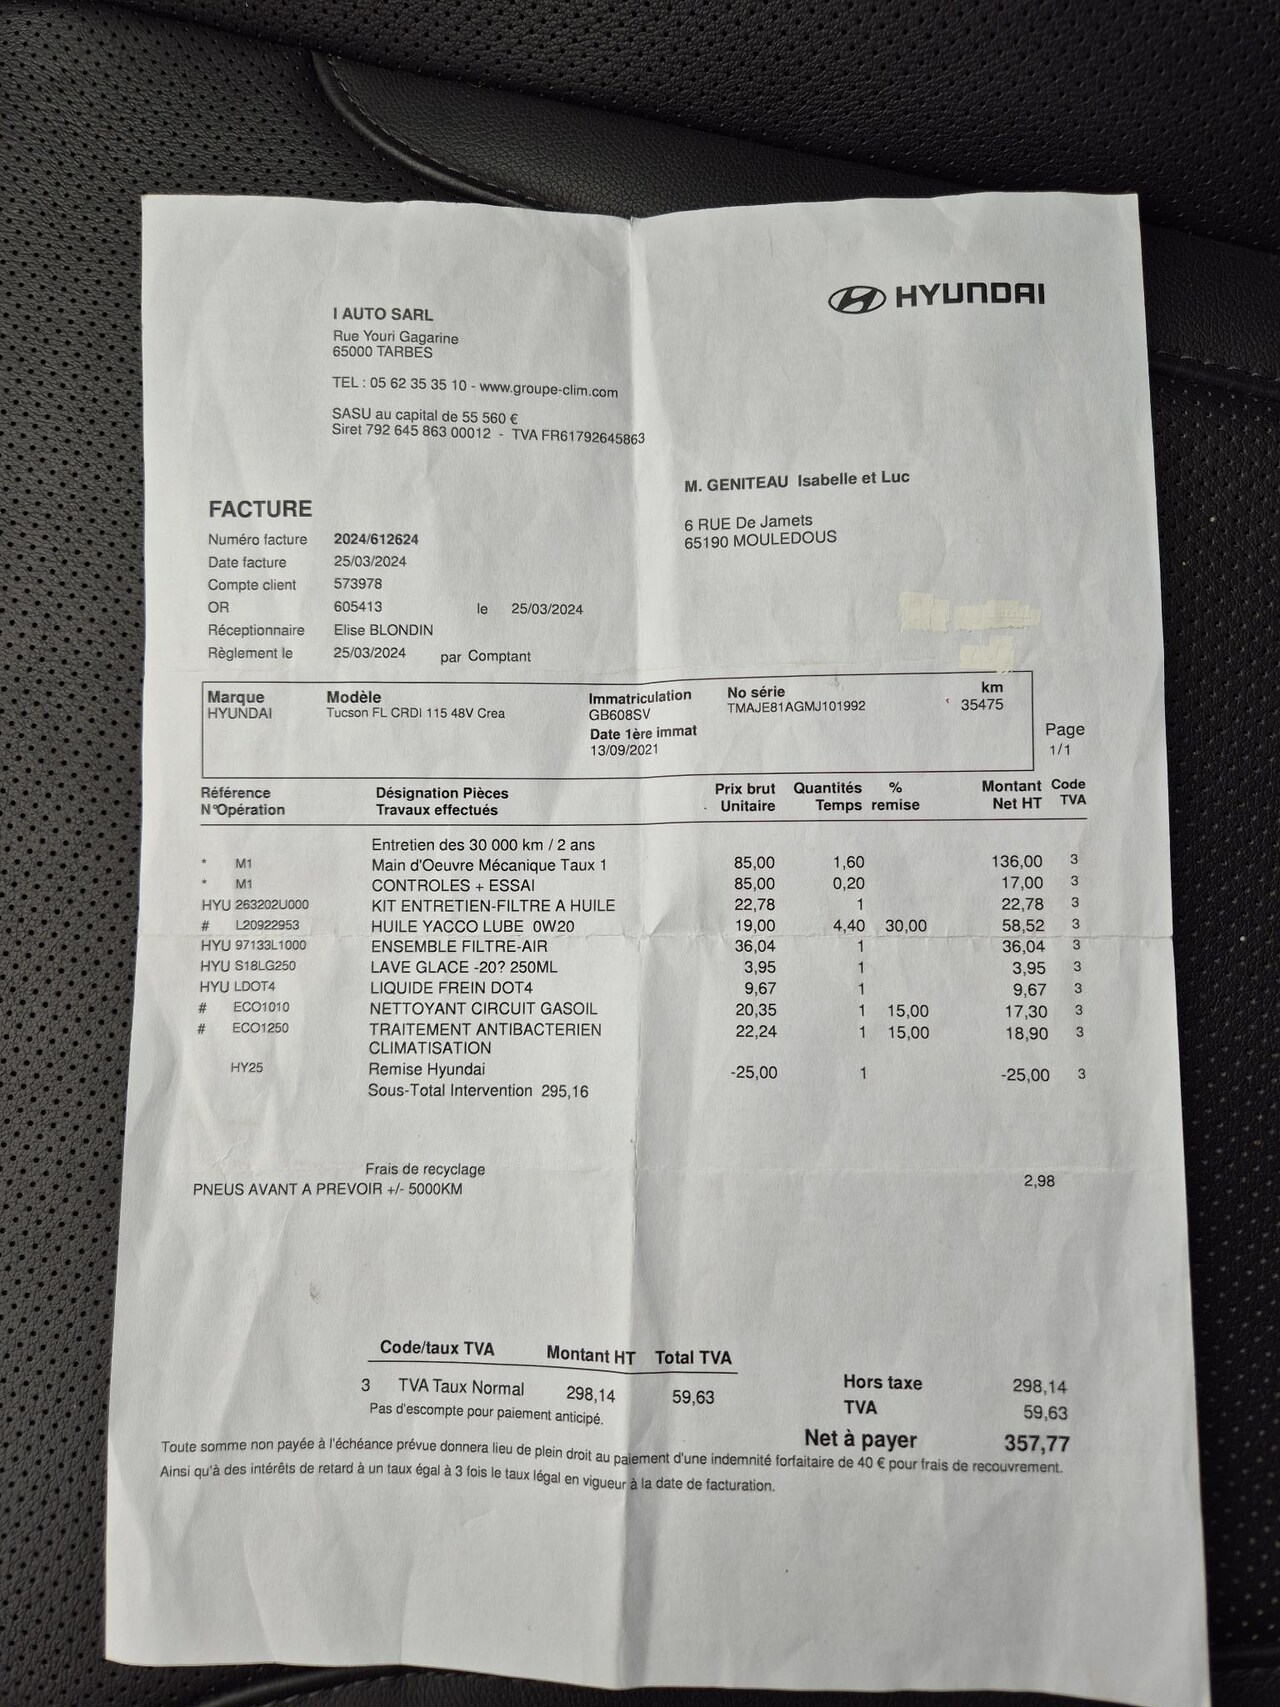 HYUNDAI
I AUTO SARL
Rue Youri Gagarine
65000 TARBES
TEL : 05 62 35 35 10 - www.groupe-clim.com
SASU au capital de 55 560 €
Siret 792 645 863 00012 - TVA FR61792645863
M. GENITEAU Isabelle et Luc
6 RUE De Jamets
65190 MOULEDOUS
FACTURE
Numéro facture 2024/612624
Date facture 25/03/2024
Compte client 573978
OR 605413 le 25/03/2024
Réceptionnaire Elise BLONDIN
Règlement le 25/03/2024 par Comptant
Marque Modèle Immatriculation No série km
HYUNDAI Tucson FL CRDI 115 48V Crea GB608SV TMAJE81AGMJ101992 35475
Date 1ère immat
13/09/2021
Page
1/1
Référence Désignation Pièces Prix brut Quantités % Montant Code
N°Opération Travaux effectués Unitaire Temps remise Net HT TVA
Entretien des 30 000 km / 2 ans
* M1 Main d'Oeuvre Mécanique Taux 1 85,00 1,60 136,00 3
* M1 CONTROLES + ESSAI 85,00 0,20 17,00 3
HYU 263202U000 KIT ENTRETIEN-FILTRE A HUILE 22,78 1 22,78 3
# L20922953 HUILE YACCO LUBE 0W20 19,00 4,40 30,00 58,52 3
HYU 97133L1000 ENSEMBLE FILTRE-AIR 36,04 1 36,04 3
HYU S18LG250 LAVE GLACE -20? 250ML 3,95 1 3,95 3
HYU LDOT4 LIQUIDE FREIN DOT4 9,67 1 9,67 3
# ECO1010 NETTOYANT CIRCUIT GASOIL 20,35 1 15,00 17,30 3
# ECO1250 TRAITEMENT ANTIBACTERIEN 22,24 1 15,00 18,90 3
CLIMATISATION
HY25 Remise Hyundai -25,00 1 -25,00 3
Sous-Total Intervention 295,16
Frais de recyclage 2,98
PNEUS AVANT A PREVOIR +/- 5000KM
Code/taux TVA Montant HT Total TVA
3 TVA Taux Normal 298,14 59,63
Pas d'escompte pour paiement anticipé.
Hors taxe 298,14
TVA 59,63
Net à payer 357,77
Toute somme non payée à l'échéance prévue donnera lieu de plein droit au paiement d'une indemnité forfaitaire de 40 € pour frais de recouvrement.
Ainsi qu'à des intérêts de retard à un taux égal à 3 fois le taux légal en vigueur à la date de facturation.